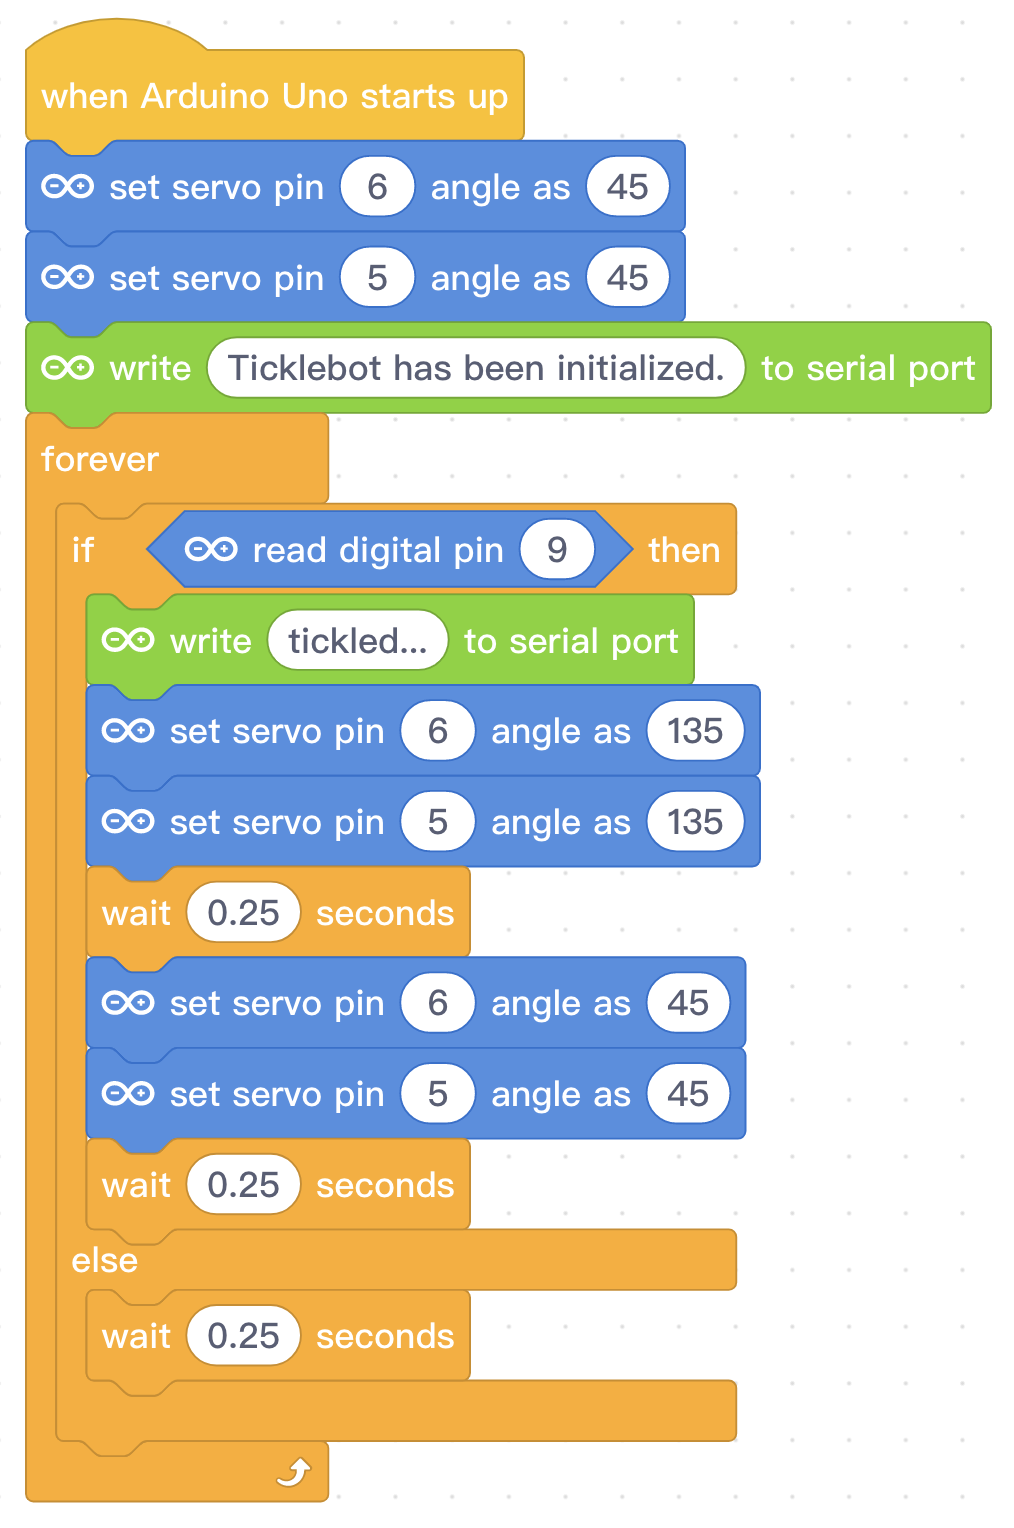 when Arduino Uno starts up
set servo pin 6 angle as 45
set servo pin 5 angle as 45
write Ticklebot has been initialized. to serial port
forever
if read digital pin 9 then
write tickled... to serial port
set servo pin 6 angle as 135
set servo pin 5 angle as 135
wait 0.25 seconds
set servo pin 6 angle as 45
set servo pin 5 angle as 45
wait 0.25 seconds
else
wait 0.25 seconds